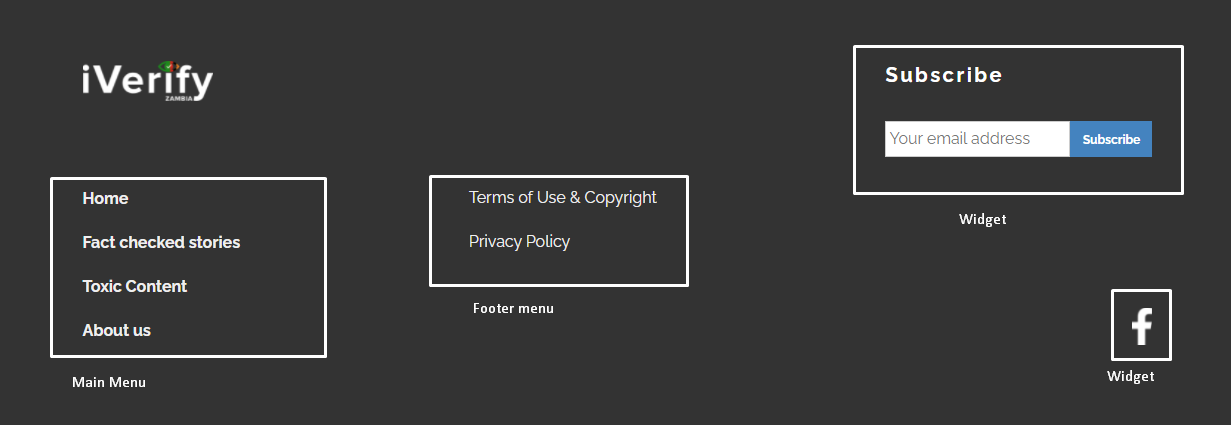 iVerify
ZAMBIA
Home
Fact checked stories
Toxic Content
About us
Main Menu
Terms of Use & Copyright
Privacy Policy
Footer menu
Subscribe
Your email address Subscribe
Widget
Widget